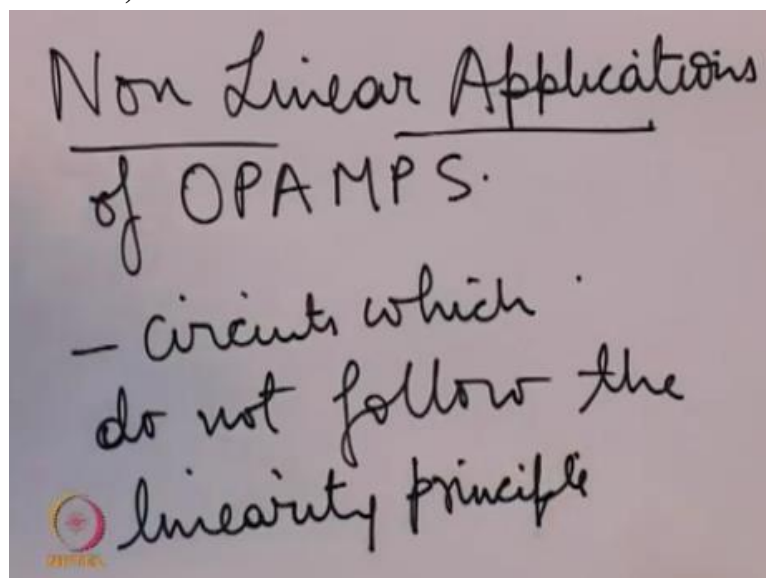 Non Linear Applications
of OPAMPS.
- circuits which
do not follow the
linearity principle